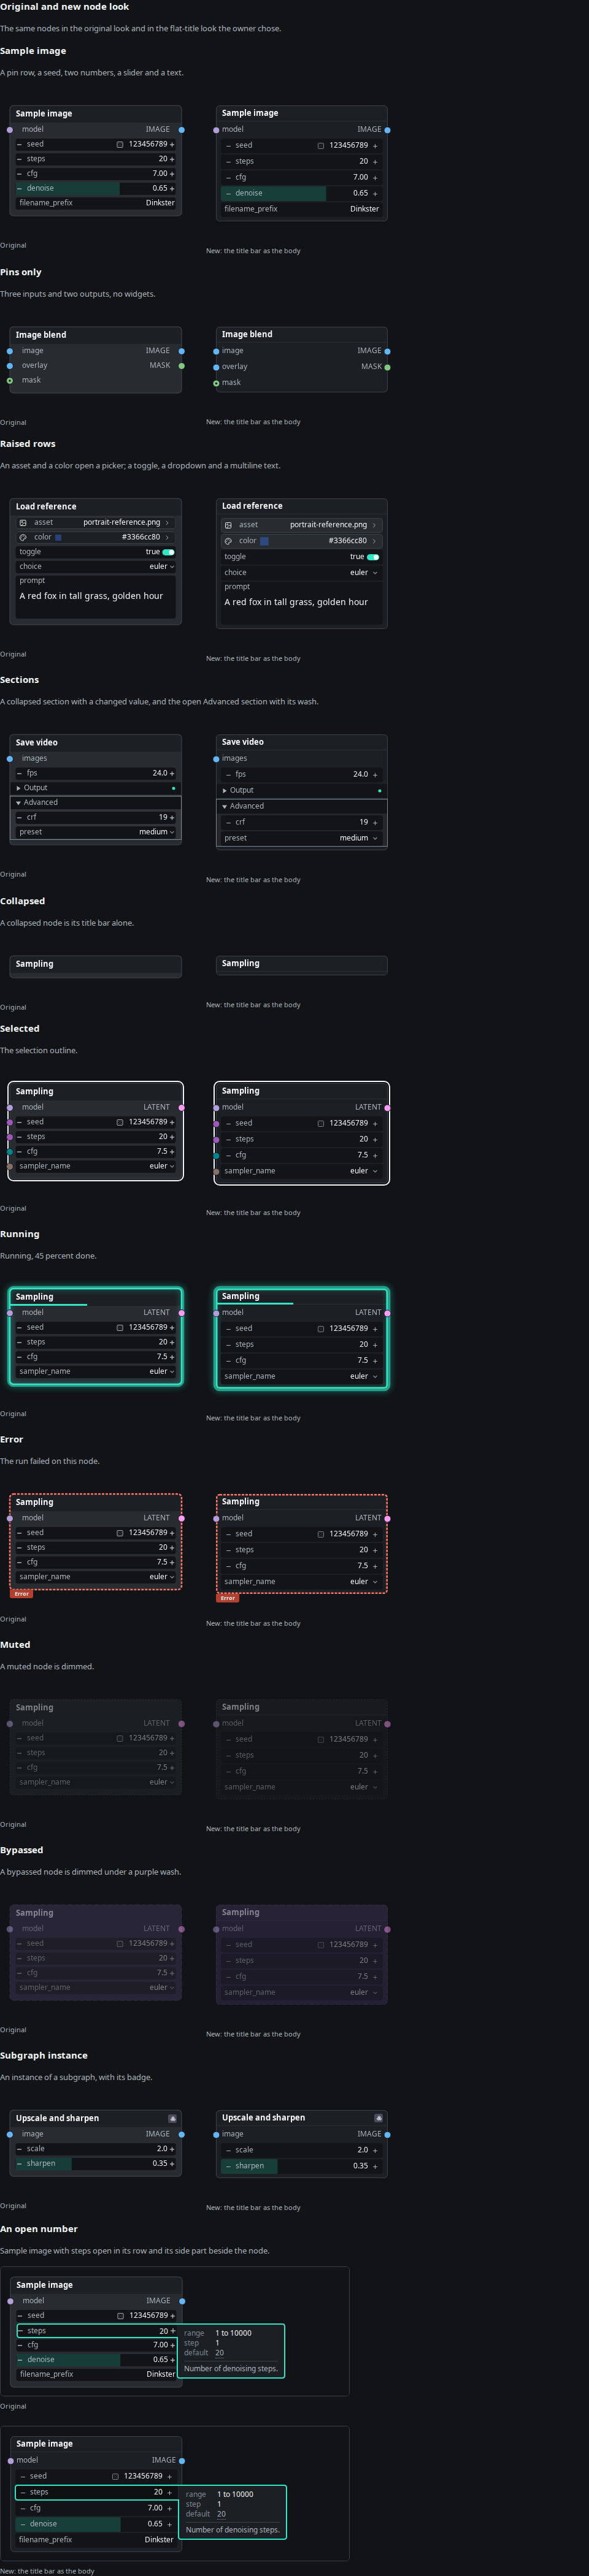 Original and new node look
The same nodes in the original look and in the flat-title look the owner chose.
Sample image
A pin row, a seed, two numbers, a slider and a text.
Sample image
model IMAGE
seed 123456789 +
steps 20 +
cfg 7.00 +
denoise 0.65 +
filename_prefix Dinkster
Original
Sample image
model IMAGE
− seed 123456789 +
− steps 20 +
− cfg 7.00 +
− denoise 0.65 +
filename_prefix Dinkster
New: the title bar as the body
Pins only
Three inputs and two outputs, no widgets.
Image blend
image IMAGE
overlay MASK
mask
Original
Image blend
image IMAGE
overlay MASK
mask
New: the title bar as the body
Raised rows
An asset and a color open a picker; a toggle, a dropdown and a multiline text.
Load reference
asset portrait-reference.png
color #3366cc80
toggle true
choice euler
prompt
A red fox in tall grass, golden hour
Original
Load reference
asset portrait-reference.png
color #3366cc80
toggle true
choice euler
prompt
A red fox in tall grass, golden hour
New: the title bar as the body
Sections
A collapsed section with a changed value, and the open Advanced section with its wash.
Save video
images
− fps 24.0 +
Output
Advanced
− crf 19 +
preset medium
Original
Save video
images
− fps 24.0 +
Output
Advanced
− crf 19 +
preset medium
New: the title bar as the body
Collapsed
A collapsed node is its title bar alone.
Sampling
Original
Sampling
New: the title bar as the body
Selected
The selection outline.
Sampling
model LATENT
− seed 123456789 +
− steps 20 +
− cfg 7.5 +
sampler_name euler
Original
Sampling
model LATENT
− seed 123456789 +
− steps 20 +
− cfg 7.5 +
sampler_name euler
New: the title bar as the body
Running
Running, 45 percent done.
Sampling
model LATENT
− seed 123456789 +
− steps 20 +
− cfg 7.5 +
sampler_name euler
Original
Sampling
model LATENT
− seed 123456789 +
− steps 20 +
− cfg 7.5 +
sampler_name euler
New: the title bar as the body
Error
The run failed on this node.
Sampling
model LATENT
− seed 123456789 +
− steps 20 +
− cfg 7.5 +
sampler_name euler
Error
Original
Sampling
model LATENT
− seed 123456789 +
− steps 20 +
− cfg 7.5 +
sampler_name euler
Error
New: the title bar as the body
Muted
A muted node is dimmed.
Sampling
model LATENT
− seed 123456789 +
− steps 20 +
− cfg 7.5 +
sampler_name euler
Original
Sampling
model LATENT
− seed 123456789 +
− steps 20 +
− cfg 7.5 +
sampler_name euler
New: the title bar as the body
Bypassed
A bypassed node is dimmed under a purple wash.
Sampling
model LATENT
− seed 123456789 +
− steps 20 +
− cfg 7.5 +
sampler_name euler
Original
Sampling
model LATENT
− seed 123456789 +
− steps 20 +
− cfg 7.5 +
sampler_name euler
New: the title bar as the body
Subgraph instance
An instance of a subgraph, with its badge.
Upscale and sharpen
image IMAGE
− scale 2.0 +
− sharpen 0.35 +
Original
Upscale and sharpen
image IMAGE
− scale 2.0 +
− sharpen 0.35 +
New: the title bar as the body
An open number
Sample image with steps open in its row and its side part beside the node.
Sample image
model IMAGE
− seed 123456789 +
− steps 20 +
− cfg 7.00 +
− denoise 0.65 +
filename_prefix Dinkster
range 1 to 10000
step 1
default 20
Number of denoising steps.
Original
Sample image
model IMAGE
− seed 123456789 +
− steps 20 +
− cfg 7.00 +
− denoise 0.65 +
filename_prefix Dinkster
range 1 to 10000
step 1
default 20
Number of denoising steps.
New: the title bar as the body